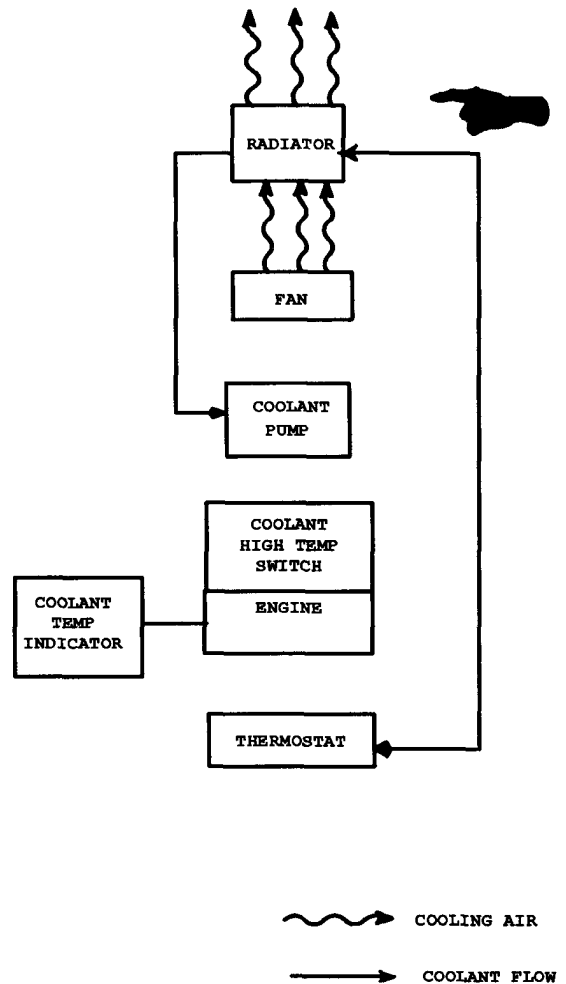 RADIATOR
FAN
COOLANT
PUMP
COOLANT
HIGH TEMP
SWITCH
ENGINE
COOLANT
TEMP
INDICATOR
THERMOSTAT
COOLING AIR
COOLANT FLOW